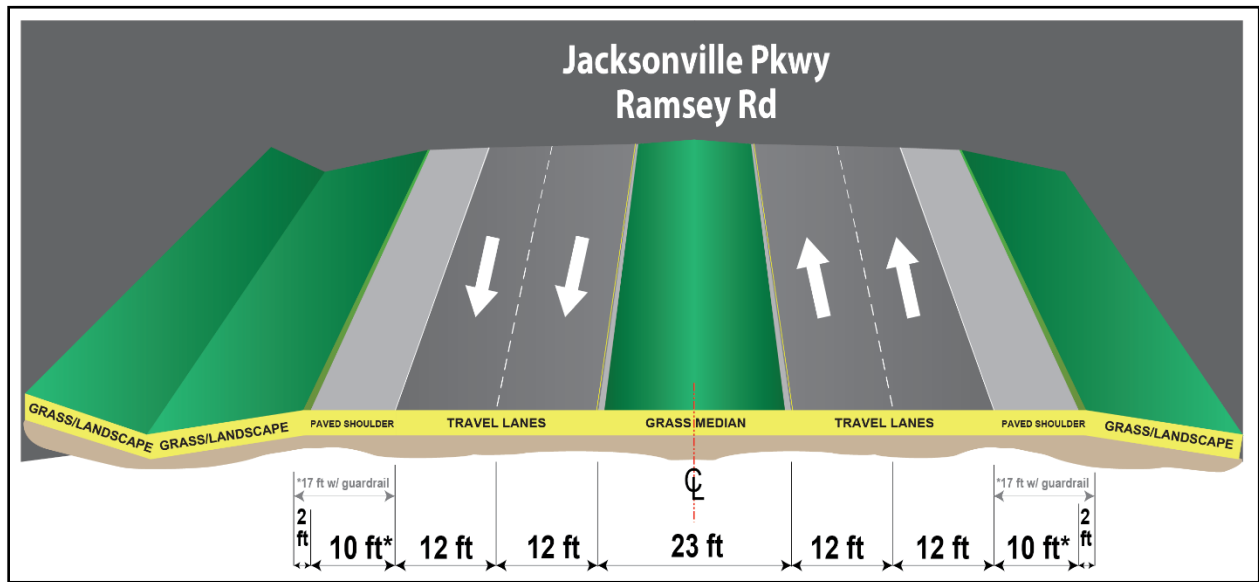 Jacksonville Pkwy
Ramsey Rd
GRASS/LANDSCAPE
GRASS/LANDSCAPE
PAVED SHOULDER
TRAVEL LANES
GRASS MEDIAN
TRAVEL LANES
PAVED SHOULDER
GRASS/LANDSCAPE
*17 ft w/ guardrail
℄
*17 ft w/ guardrail
2
ft
10 ft*
12 ft
12 ft
23 ft
12 ft
12 ft
10 ft*
2
ft